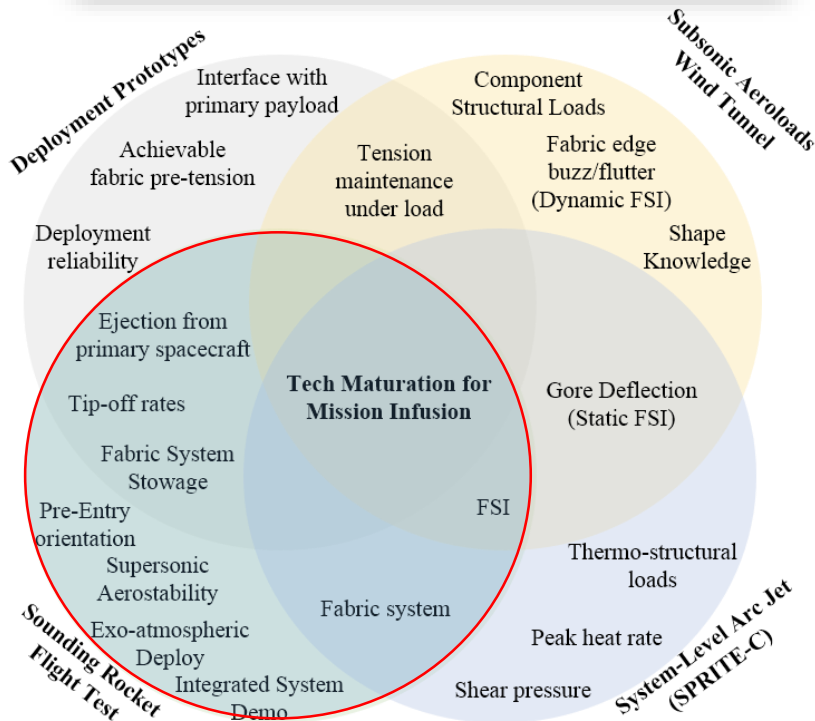 Deployment Prototypes
Subsonic Aeroloads
Wind Tunnel
Interface with
primary payload
Component
Structural Loads
Achievable
fabric pre-tension
Tension
maintenance
under load
Fabric edge
buzz/flutter
(Dynamic FSI)
Deployment
reliability
Shape
Knowledge
Ejection from
primary spacecraft
Tech Maturation for
Mission Infusion
Gore Deflection
(Static FSI)
Tip-off rates
Fabric System
Stowage
Pre-Entry
orientation
FSI
Supersonic
Aerostability
Thermo-structural
loads
Fabric system
Exo-atmospheric
Deploy
Peak heat rate
Integrated System
Demo
Shear pressure
Sounding Rocket
Flight Test
System-Level Arc Jet
(SPRITE-C)